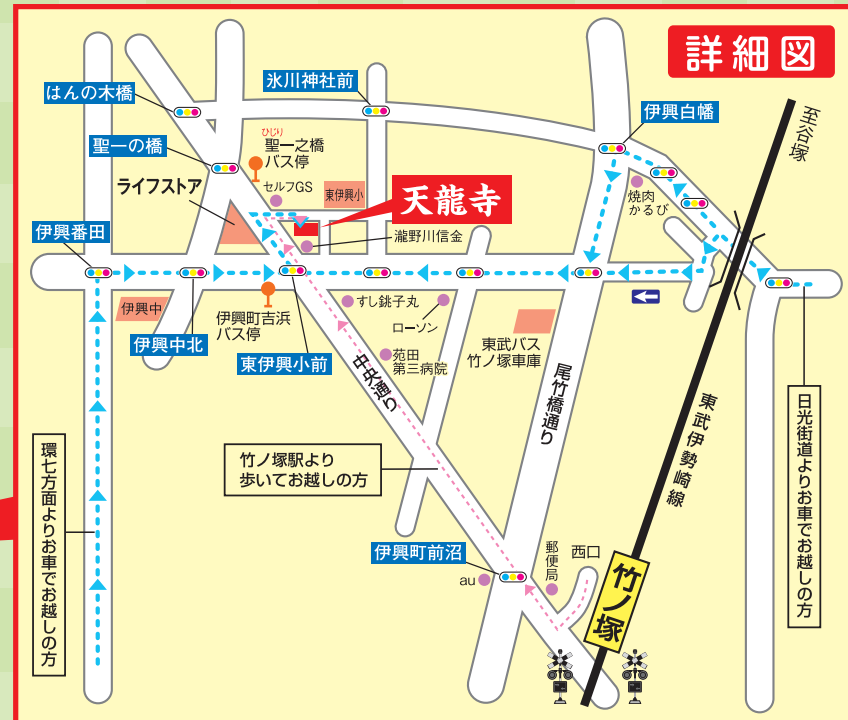 詳細図
はんの木橋
氷川神社前
伊興白幡
至谷塚
聖一の橋
ひじり
聖一之橋
バス停
セルフGS
東伊興小
焼肉
かるび
ライフストア
天龍寺
瀧野川信金
伊興番田
伊興中
伊興中北
伊興町吉浜
バス停
東伊興小前
すし銚子丸
ローソン
苑田
第三病院
東武バス
竹ノ塚車庫
中央通り
尾竹橋通り
東武伊勢崎線
日光街道よりお車でお越しの方
環七方面よりお車でお越しの方
竹ノ塚駅より
歩いてお越しの方
伊興町前沼
au
郵便局
西口
竹ノ塚